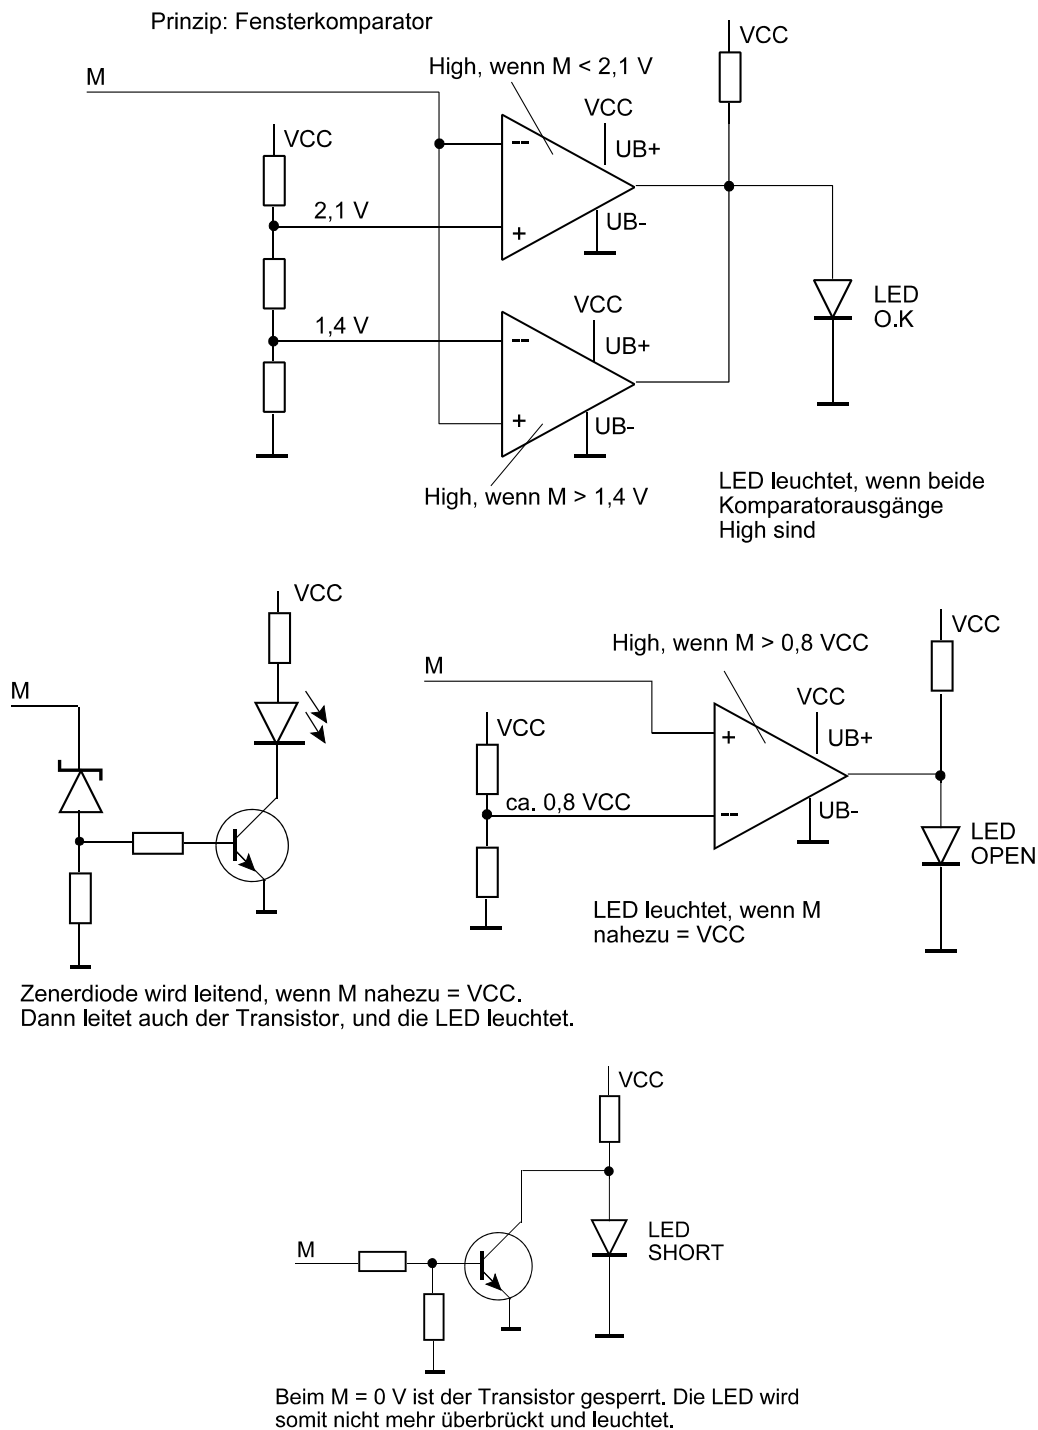 Prinzip: Fensterkomparator
VCC
M
High, wenn M < 2,1 V
VCC
VCC
UB+
--
2,1 V
+
UB-
LED
O.K
VCC
1,4 V
--
UB+
+
UB-
High, wenn M > 1,4 V
LED leuchtet, wenn beide
Komparatorausgänge
High sind
VCC
M
High, wenn M > 0,8 VCC
VCC
M
VCC
VCC
+
UB+
ca. 0,8 VCC
--
UB-
LED
OPEN
LED leuchtet, wenn M
nahezu = VCC
Zenerdiode wird leitend, wenn M nahezu = VCC.
Dann leitet auch der Transistor, und die LED leuchtet.
VCC
M
LED
SHORT
Beim M = 0 V ist der Transistor gesperrt. Die LED wird
somit nicht mehr überbrückt und leuchtet.